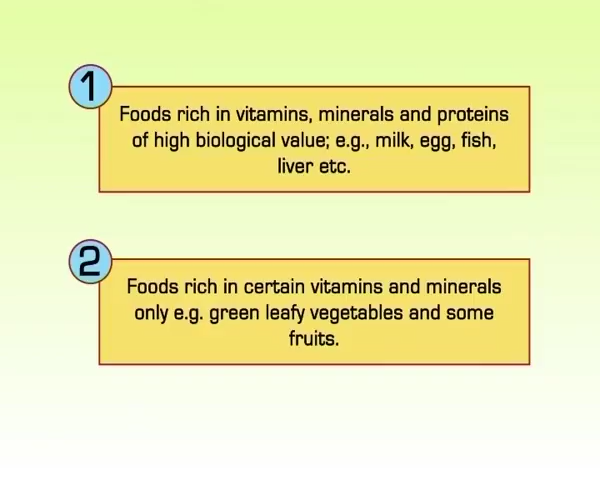 1
Foods rich in vitamins, minerals and proteins
of high biological value; e.g., milk, egg, fish,
liver etc.
2
Foods rich in certain vitamins and minerals
only e.g. green leafy vegetables and some
fruits.